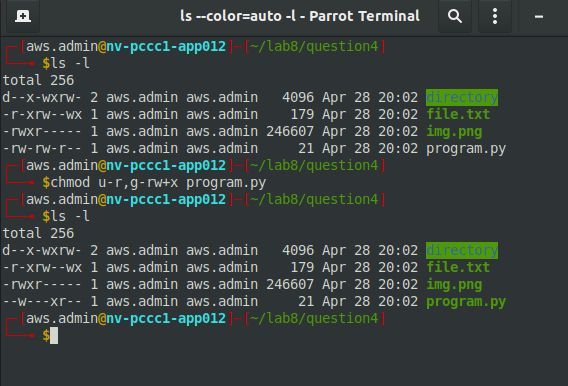 ls --color=auto -l - Parrot Terminal
┌─[aws.admin@nv-pccc1-app012]─[~/lab8/question4]
└──╼ $ls -l
total 256
d--x-wxrw- 2 aws.admin aws.admin   4096 Apr 28 20:02 directory
-r-xrw--wx 1 aws.admin aws.admin    179 Apr 28 20:02 file.txt
-rwxr----- 1 aws.admin aws.admin 246607 Apr 28 20:02 img.png
-rw-rw-r-- 1 aws.admin aws.admin     21 Apr 28 20:02 program.py
┌─[aws.admin@nv-pccc1-app012]─[~/lab8/question4]
└──╼ $chmod u-r,g-rw+x program.py
┌─[aws.admin@nv-pccc1-app012]─[~/lab8/question4]
└──╼ $ls -l
total 256
d--x-wxrw- 2 aws.admin aws.admin   4096 Apr 28 20:02 directory
-r-xrw--wx 1 aws.admin aws.admin    179 Apr 28 20:02 file.txt
-rwxr----- 1 aws.admin aws.admin 246607 Apr 28 20:02 img.png
--w---xr-- 1 aws.admin aws.admin     21 Apr 28 20:02 program.py
┌─[aws.admin@nv-pccc1-app012]─[~/lab8/question4]
└──╼ $